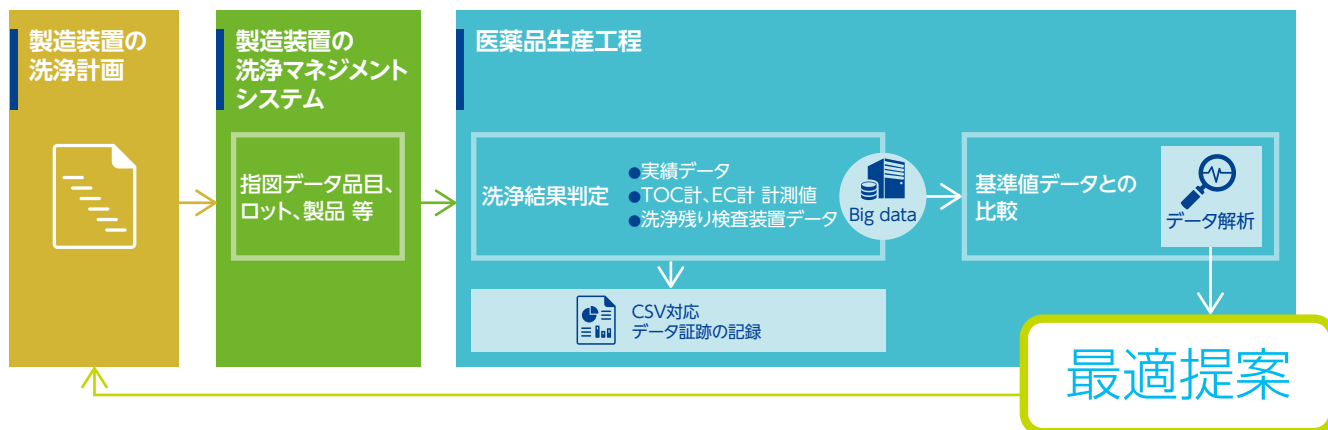 製造装置の
洗浄計画
製造装置の
洗浄マネジメント
システム
指図データ品目、
ロット、製品 等
医薬品生産工程
洗浄結果判定
●実績データ
●TOC計、EC計 計測値
●洗浄残り検査装置データ
Big data
基準値データとの
比較
データ解析
CSV対応
データ証跡の記録
最適提案